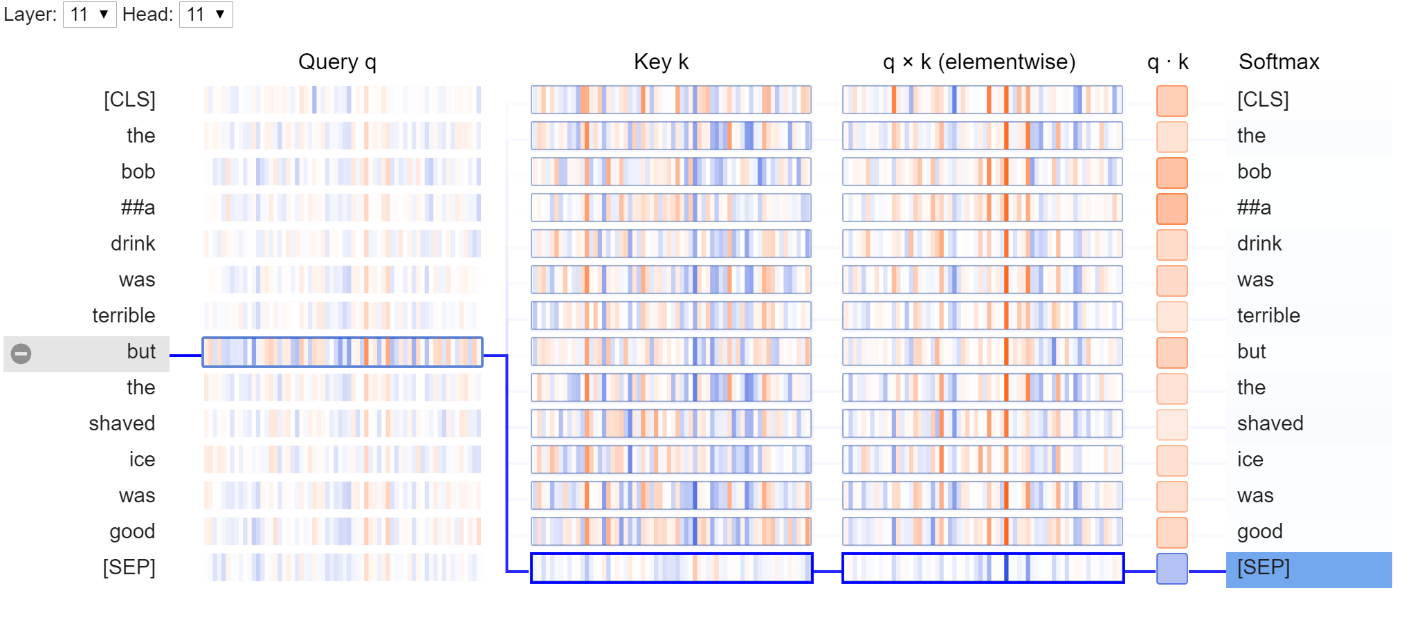 Layer: 11 ▼ Head: 11 ▼
Query q Key k q × k (elementwise) q · k Softmax
[CLS] [CLS]
the the
bob bob
##a ##a
drink drink
was was
terrible terrible
but but
the the
shaved shaved
ice ice
was was
good good
[SEP] [SEP]